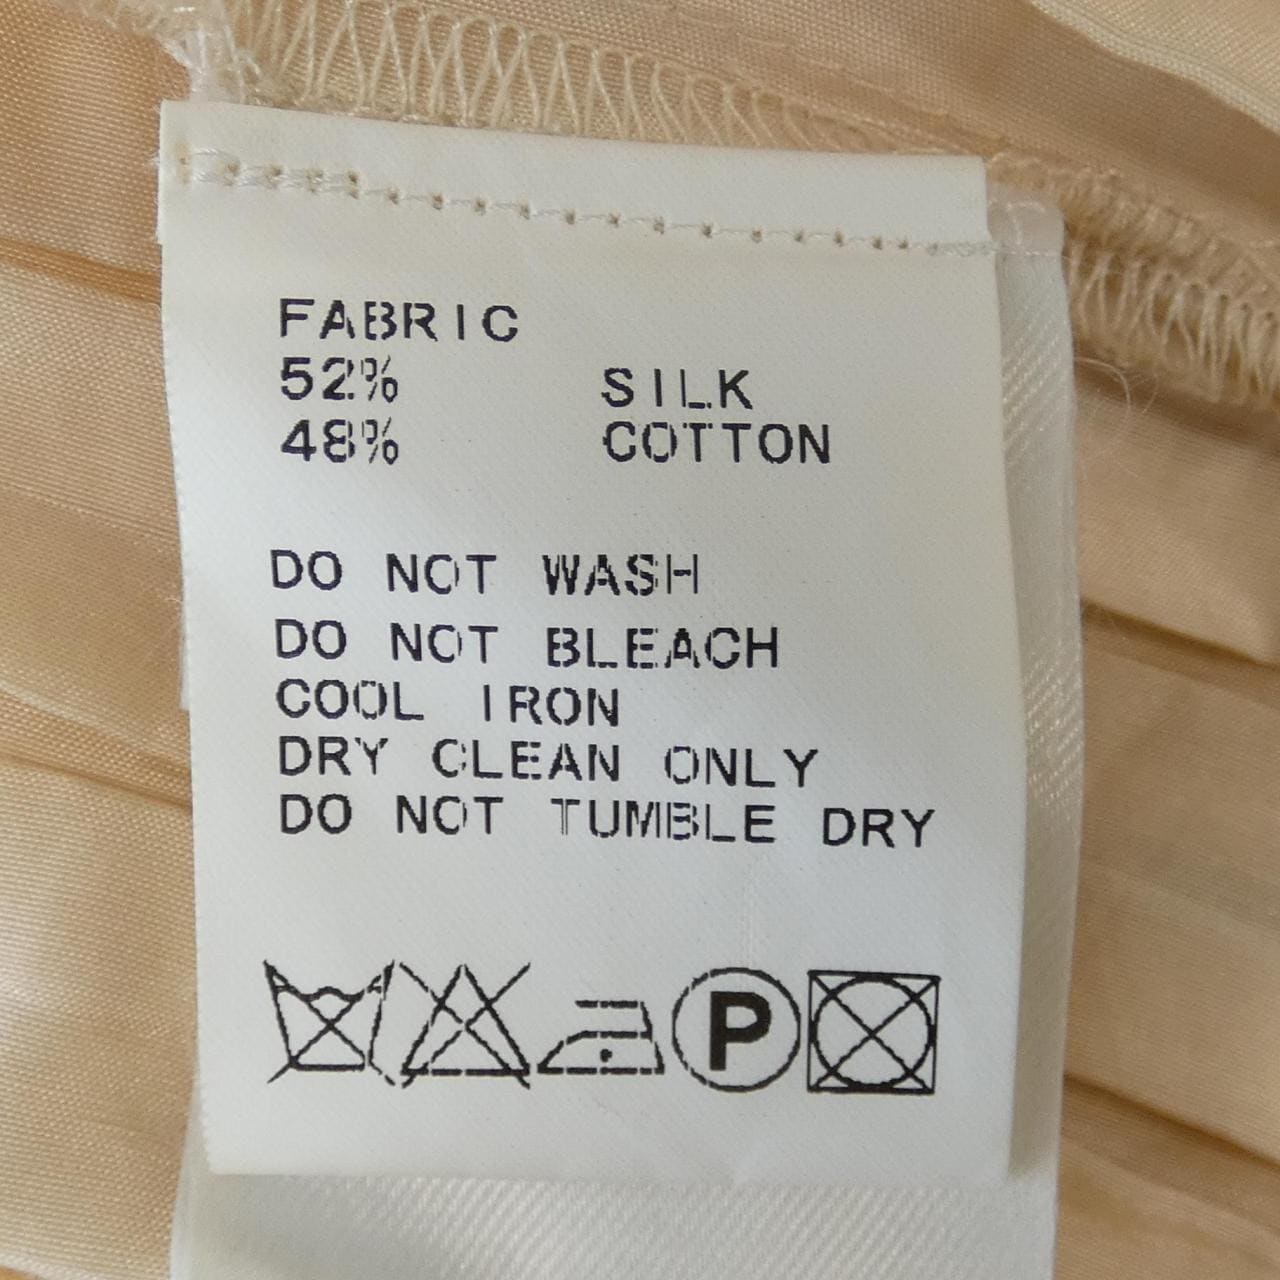 FABRIC
52% SILK
48% COTTON
DO NOT WASH
DO NOT BLEACH
COOL IRON
DRY CLEAN ONLY
DO NOT TUMBLE DRY
P